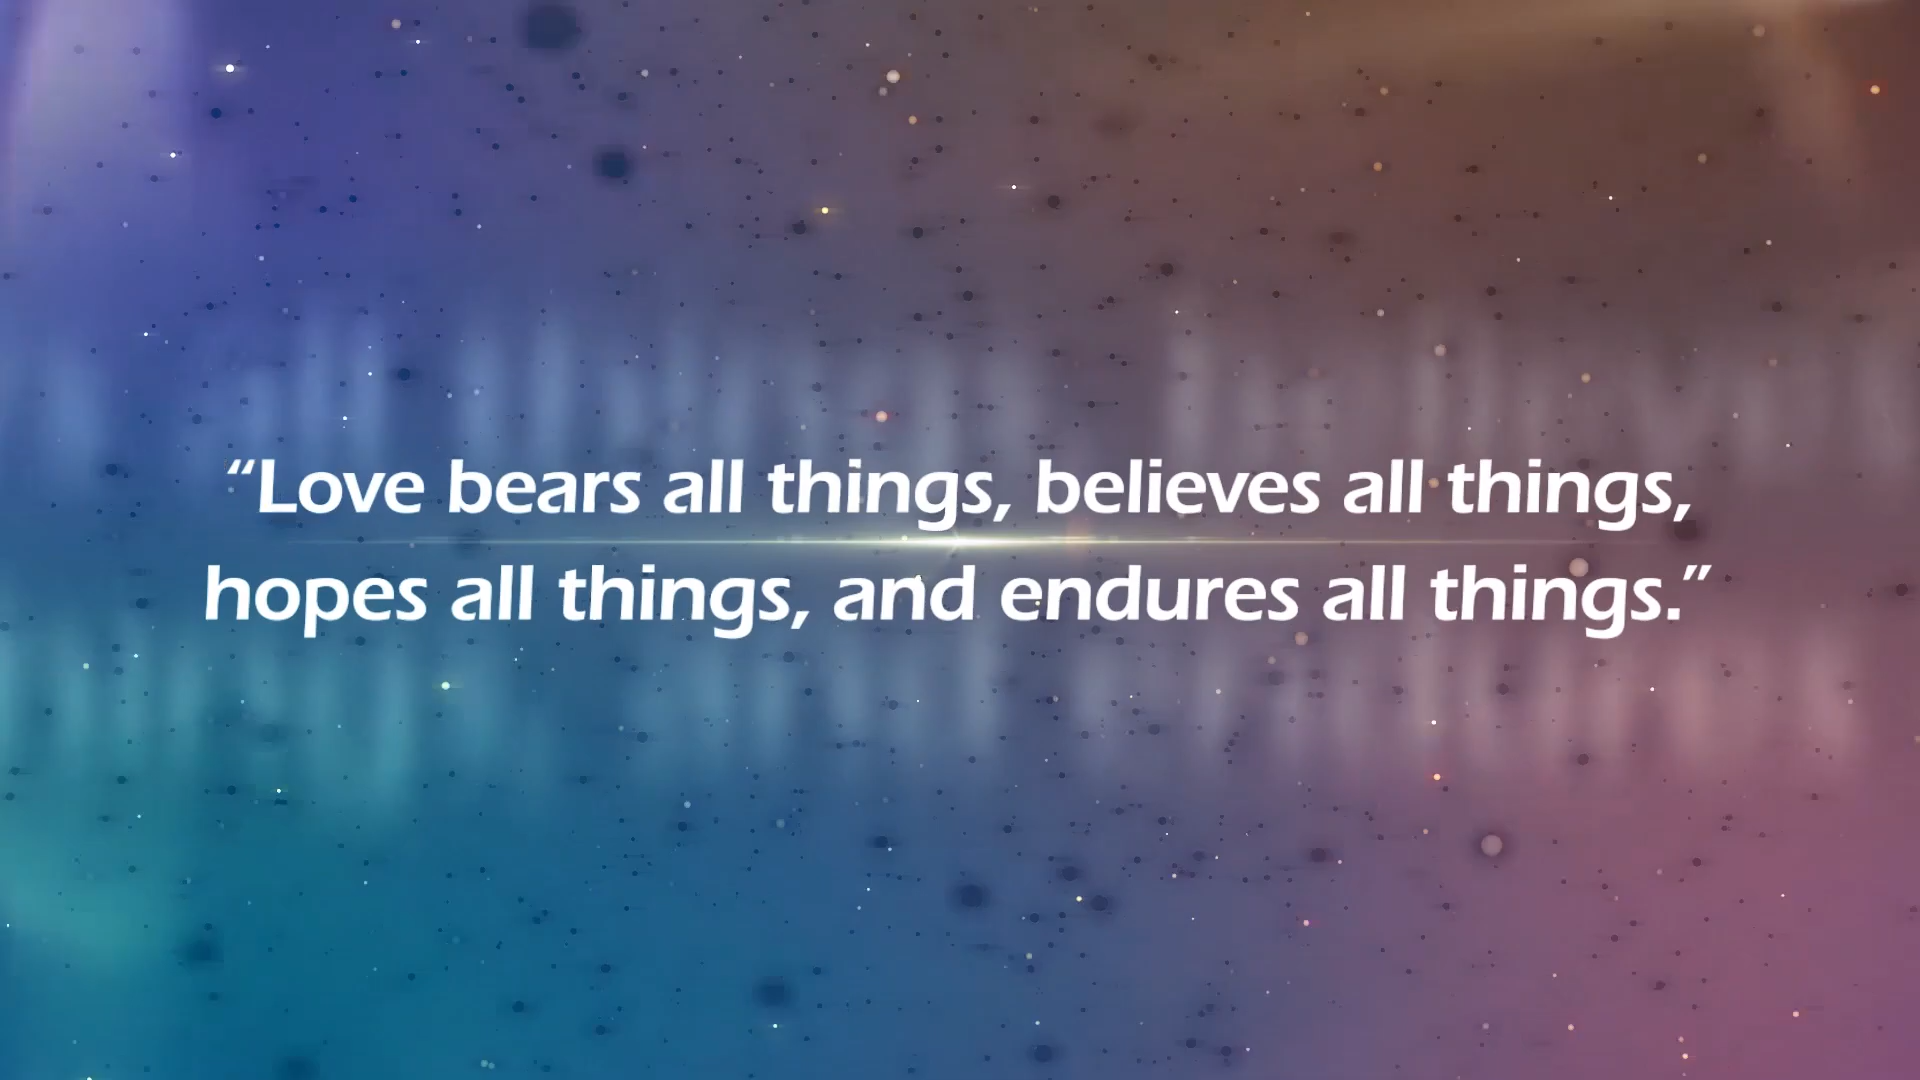 “Love bears all things, believes all things,
hopes all things, and endures all things.”